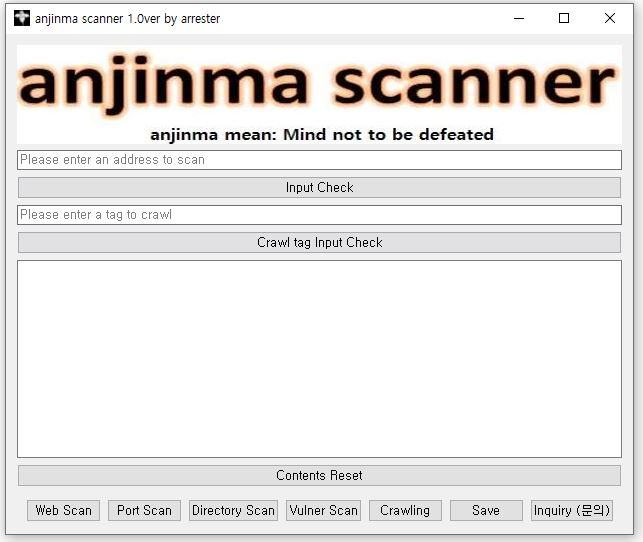 anjinma scanner 1.0ver by arrester
anjinma scanner
anjinma mean: Mind not to be defeated
Please enter an address to scan
Input Check
Please enter a tag to crawl
Crawl tag Input Check
Contents Reset
Web Scan Port Scan Directory Scan Vulner Scan Crawling Save Inquiry (문의)